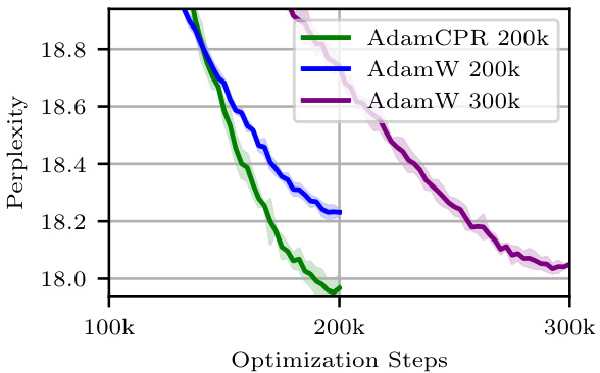 AdamCPR 200k
AdamW 200k
AdamW 300k
18.8
18.6
18.4
18.2
18.0
Perplexity
100k
200k
300k
Optimization Steps